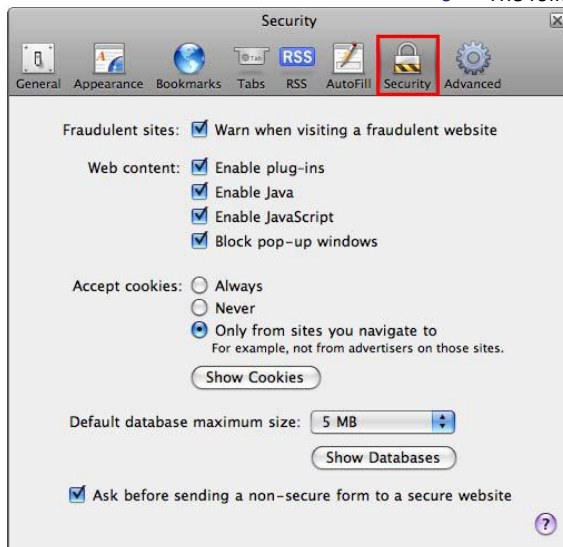 Security
General Appearance Bookmarks Tabs RSS AutoFill Security Advanced
Fraudulent sites: Warn when visiting a fraudulent website
Web content: Enable plug-ins
Enable Java
Enable JavaScript
Block pop-up windows
Accept cookies: Always
Never
Only from sites you navigate to
For example, not from advertisers on those sites.
Show Cookies
Default database maximum size: 5 MB
Show Databases
Ask before sending a non-secure form to a secure website
?